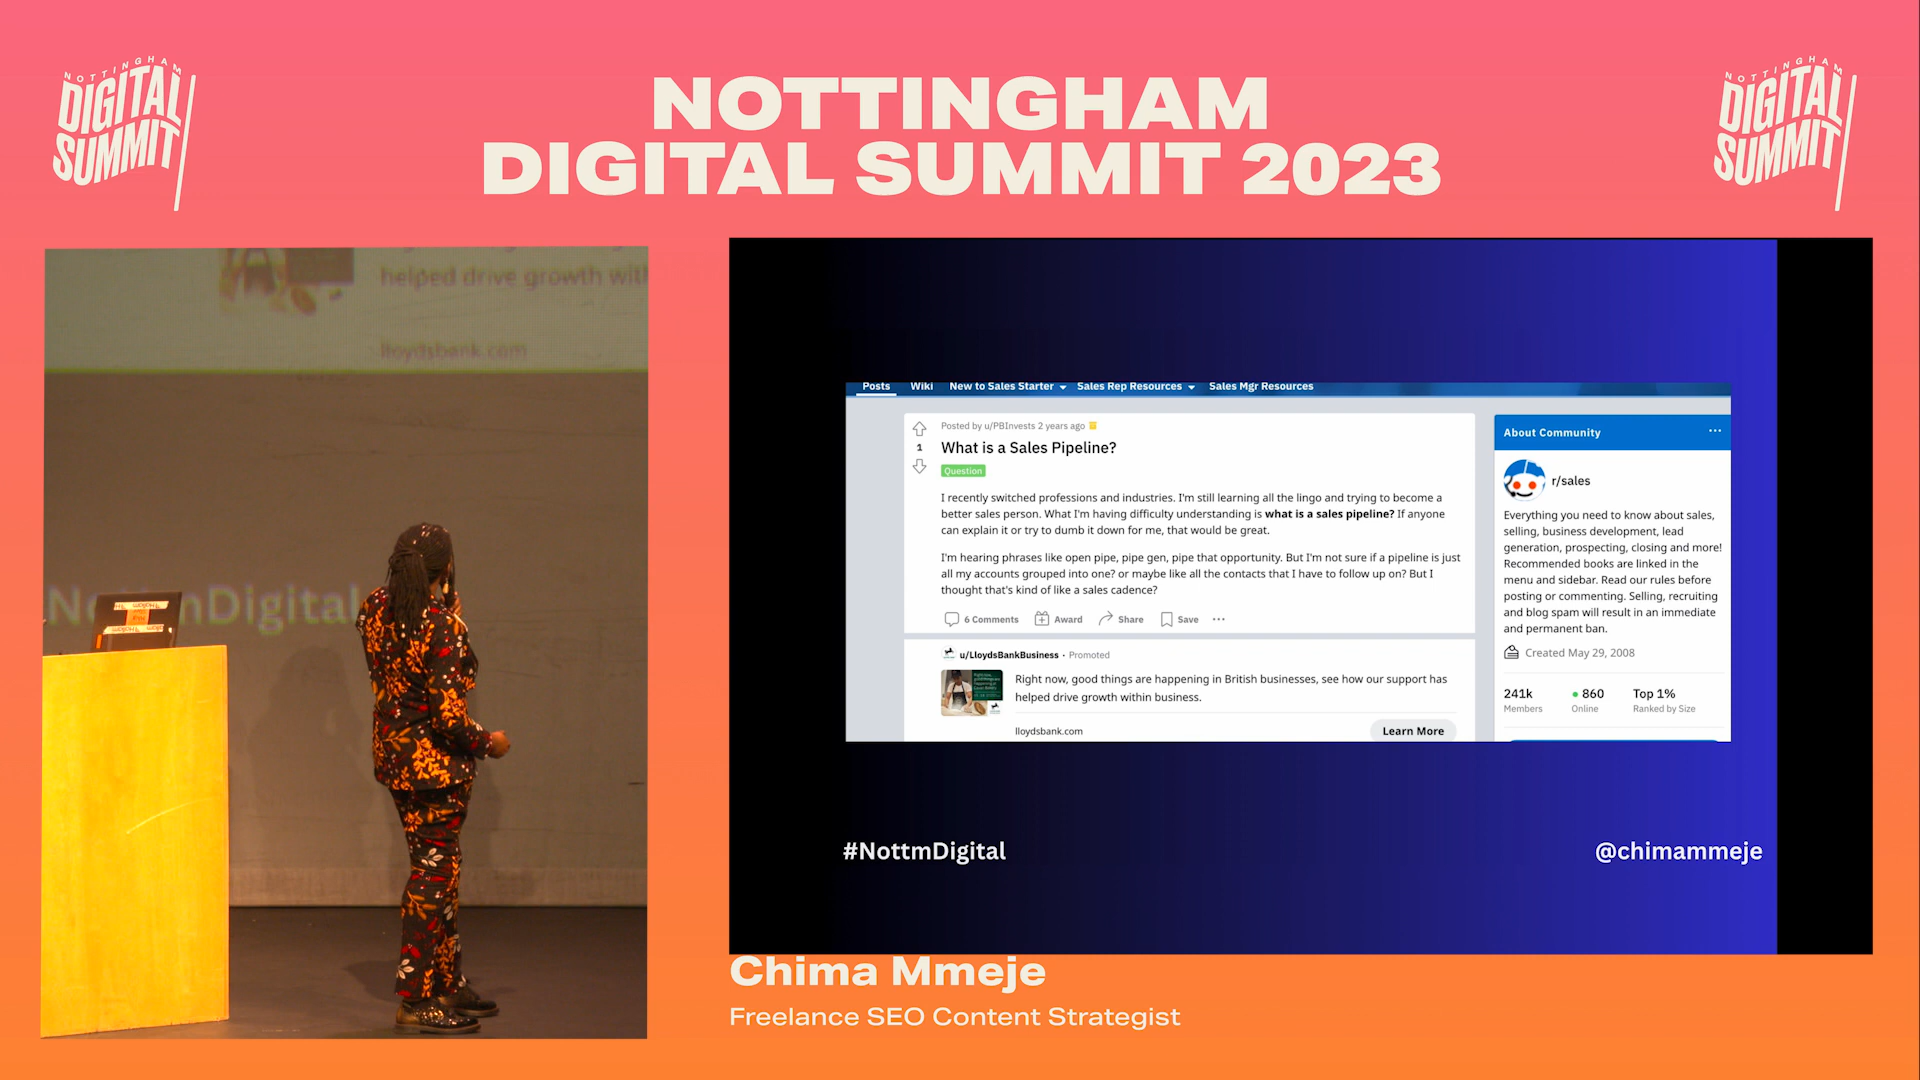 NOTTINGHAM
DIGITAL
SUMMIT
NOTTINGHAM
DIGITAL SUMMIT 2023
NOTTINGHAM
DIGITAL
SUMMIT
helped drive growth with
lloydsbank.com
NottmDigital
Posts Wiki New to Sales Starter Sales Rep Resources Sales Mgr Resources
Posted by u/PBInvests 2 years ago
1
What is a Sales Pipeline?
Question
I recently switched professions and industries. I'm still learning all the lingo and trying to become a
better sales person. What I'm having difficulty understanding is what is a sales pipeline? If anyone
can explain it or try to dumb it down for me, that would be great.
I'm hearing phrases like open pipe, pipe gen, pipe that opportunity. But I'm not sure if a pipeline is just
all my accounts grouped into one? or maybe like all the contacts that I have to follow up on? But I
thought that's kind of like a sales cadence?
6 Comments Award Share Save ...
u/LloydsBankBusiness · Promoted
Right now, good things are happening in British businesses, see how our support has
helped drive growth within business.
lloydsbank.com
Learn More
About Community ...
r/sales
Everything you need to know about sales,
selling, business development, lead
generation, prospecting, closing and more!
Recommended books are linked in the
menu and sidebar. Read our rules before
posting or commenting. Selling, recruiting
and blog spam will result in an immediate
and permanent ban.
Created May 29, 2008
241k 860 Top 1%
Members Online Ranked by Size
#NottmDigital
@chimammeje
Chima Mmeje
Freelance SEO Content Strategist